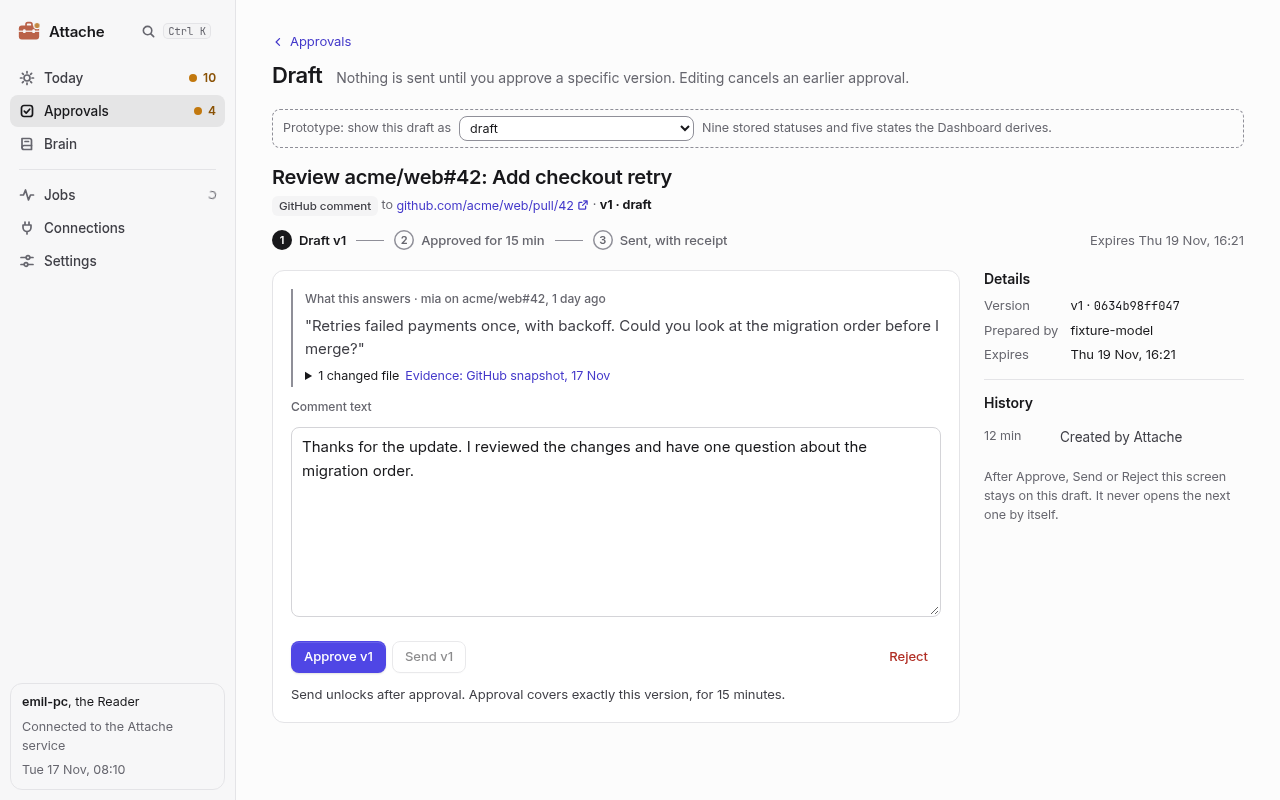 Attache
Ctrl K
Today
10
Approvals
4
Brain
Jobs
Connections
Settings
emil-pc, the Reader
Connected to the Attache
service
Tue 17 Nov, 08:10
Approvals
Draft
Nothing is sent until you approve a specific version. Editing cancels an earlier approval.
Prototype: show this draft as
draft
Nine stored statuses and five states the Dashboard derives.
Review acme/web#42: Add checkout retry
GitHub comment to github.com/acme/web/pull/42 · v1 · draft
1 Draft v1
2 Approved for 15 min
3 Sent, with receipt
Expires Thu 19 Nov, 16:21
What this answers · mia on acme/web#42, 1 day ago
"Retries failed payments once, with backoff. Could you look at the migration order before I
merge?"
1 changed file Evidence: GitHub snapshot, 17 Nov
Comment text
Thanks for the update. I reviewed the changes and have one question about the
migration order.
Approve v1
Send v1
Reject
Send unlocks after approval. Approval covers exactly this version, for 15 minutes.
Details
Version v1 · 0634b98ff047
Prepared by fixture-model
Expires Thu 19 Nov, 16:21
History
12 min Created by Attache
After Approve, Send or Reject this screen
stays on this draft. It never opens the next
one by itself.